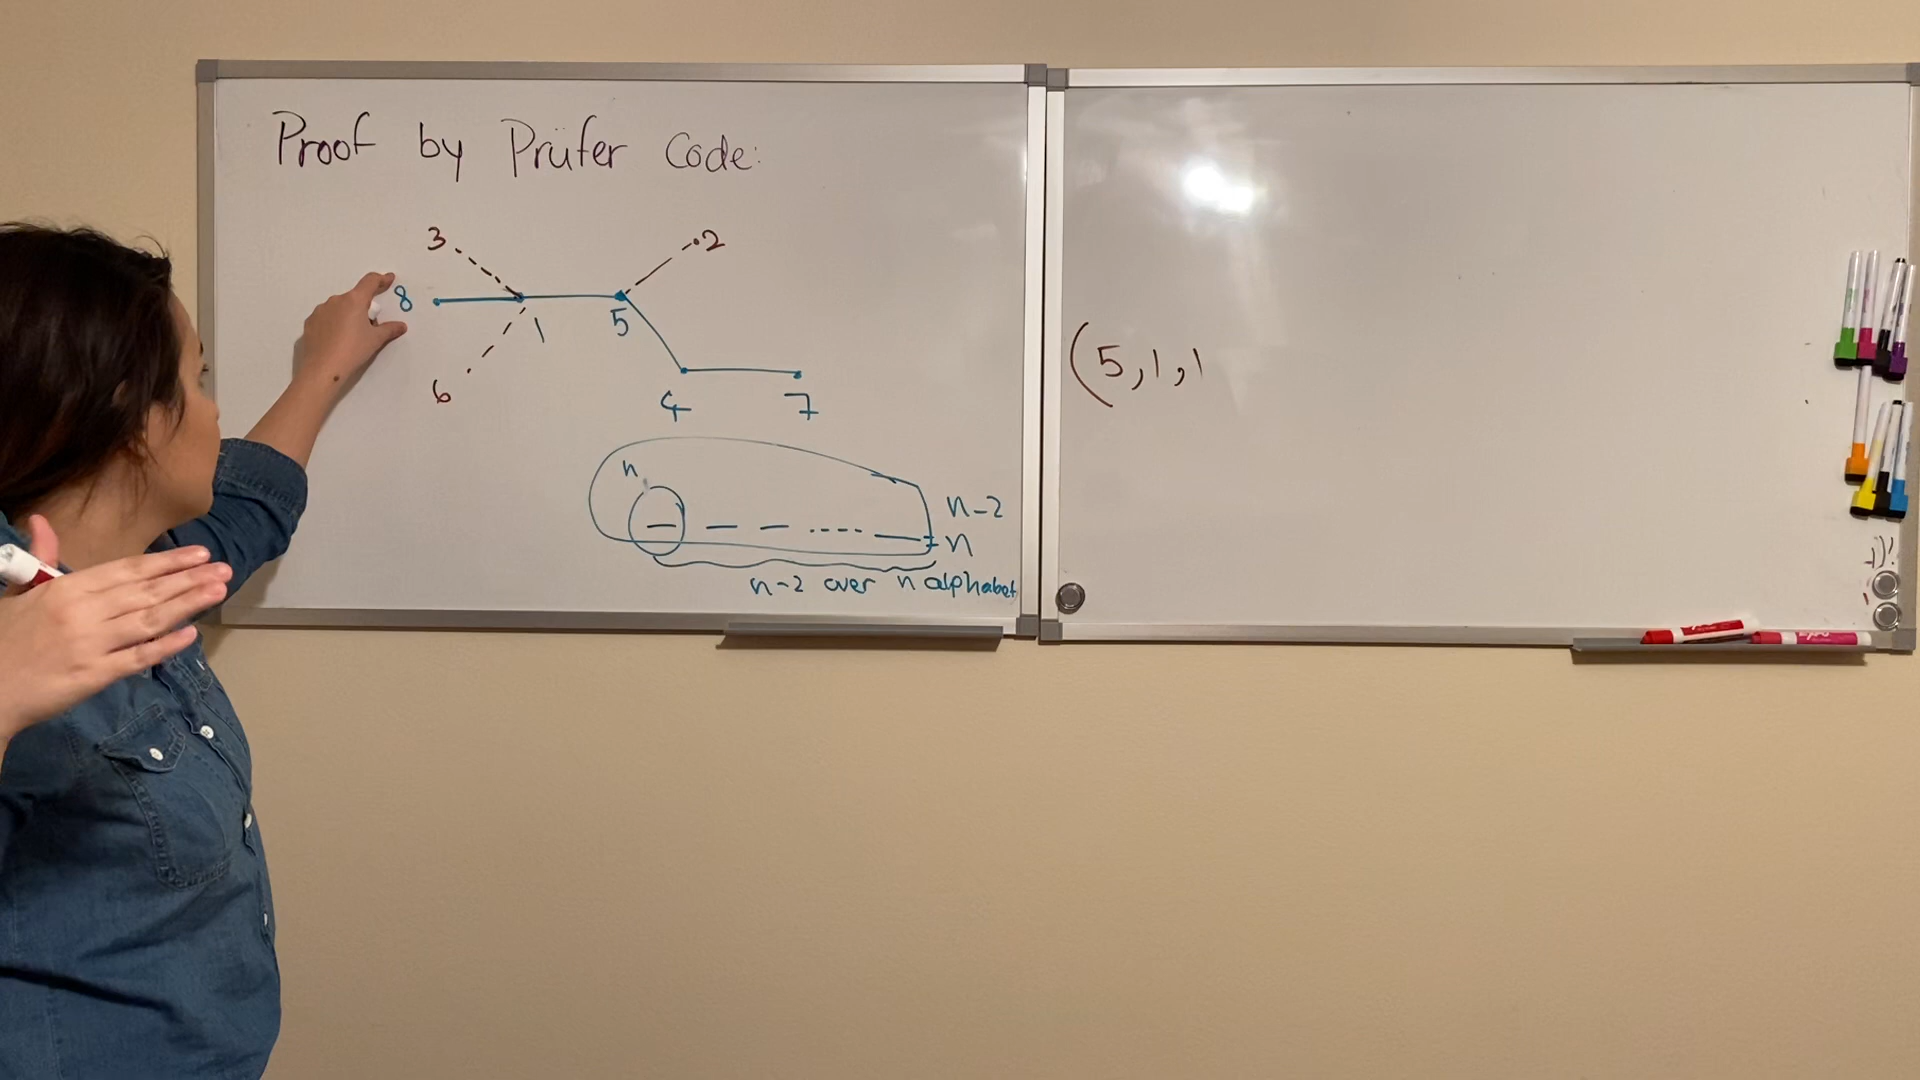 Proof by Prüfer Code:
3
2
8
1
5
6
4
7
n
n-2
n
n-2 over n alphabet
(5,1,1